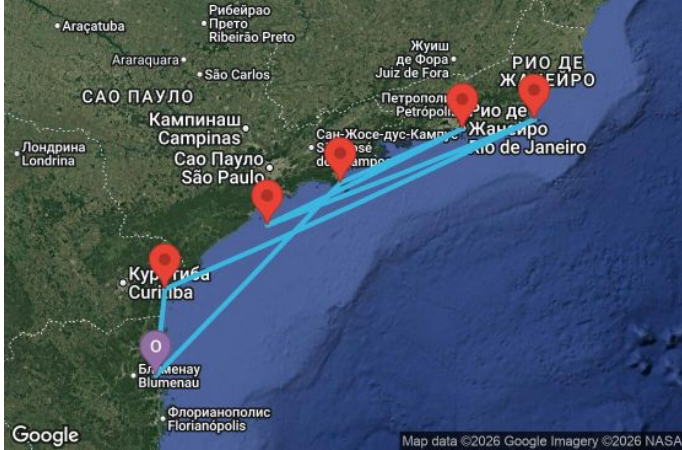 Рибейрао
Прето
Ribeirão Preto
Araçatuba
Araraquara
São Carlos
Жуиш
де Фора
Juiz de Fora
РИО ДЕ
ЖАНЕЙРО
САО ПАУЛО
Кампинаш
Campinas
Петрополис
Petrópolis
Рио де
Жанейро
Rio de Janeiro
Сан-Жосе-дус-Кампус
Лондрина
Londrina
Сао Пауло
São Paulo
Куритиба
Curitiba
O
Блуменау
Blumenau
Флорианополис
Florianópolis
Google
Map data ©2026 Google Imagery ©2026 NASA